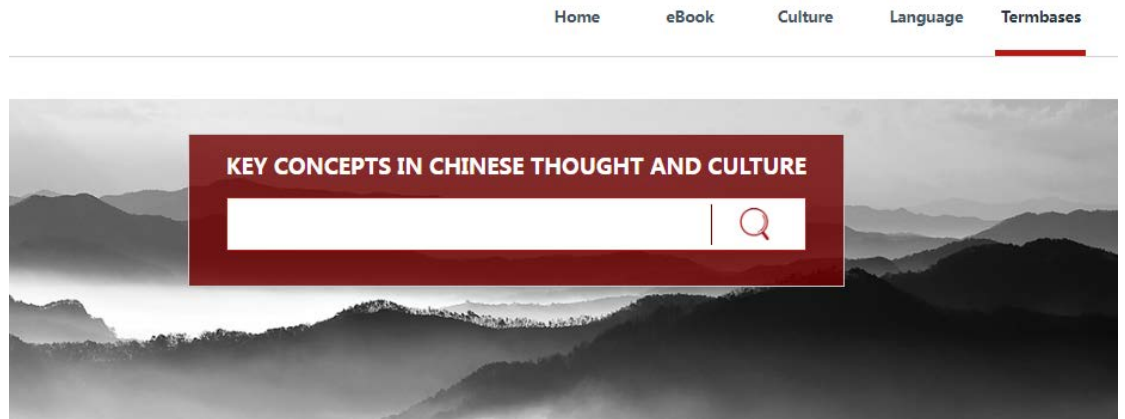 Home eBook Culture Language Termbases
KEY CONCEPTS IN CHINESE THOUGHT AND CULTURE